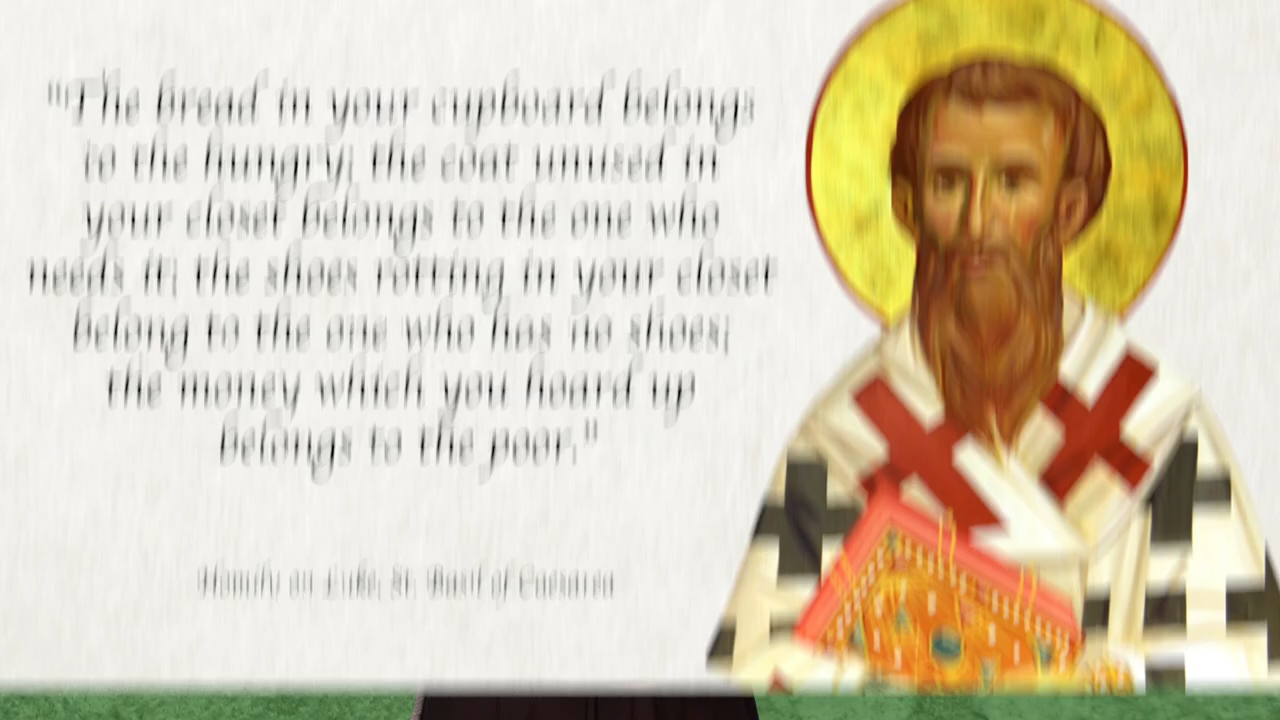 "The bread in your cupboard belongs
to the hungry; the coat unused in
your closet belongs to the one who
needs it; the shoes rotting in your closet
belong to the one who has no shoes;
the money which you hoard up
belongs to the poor."
Homily on Luke, St. Basil of Caesarea